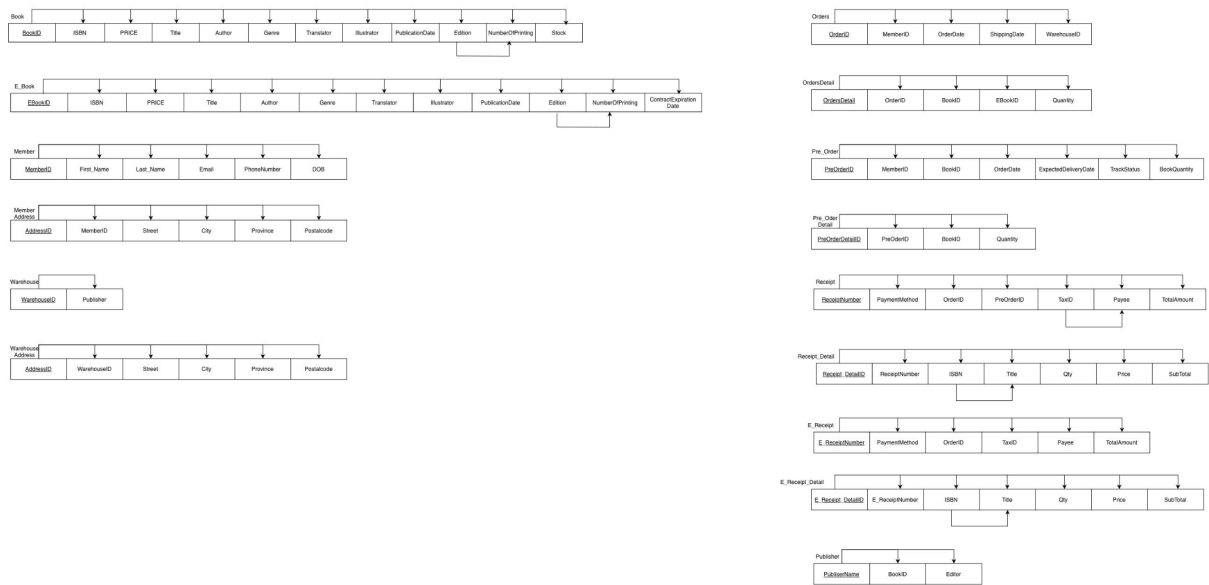 Book
BookID ISBN PRICE Title Author Genre Translator Illustrator PublicationDate Edition NumberOfPrinting Stock
E_Book
EBookID ISBN PRICE Title Author Genre Translator Illustrator PublicationDate Edition NumberOfPrinting ContractExpiration
Date
Member
MemberID First_Name Last_Name Email PhoneNumber DOB
Member
Address
AddressID MemberID Street City Province Postalcode
Warehouse
WarehouseID Publisher
Warehouse
Address
AddressID WarehouseID Street City Province Postalcode
Orders
OrderID MemberID OrderDate ShippingDate WarehouseID
OrdersDetail
OrdersDetail OrderID BookID EBookID Quantity
Pre_Order
PreOrderID MemberID BookID OrderDate ExpectedDeliveryDate TrackStatus BookQuantity
Pre_Oder
Detail
PreOrderDetailID PreOderID BookID Quantity
Receipt
ReceiptNumber PaymentMethod OrderID PreOrderID TaxID Payee TotalAmount
Receipt_Detail
Receipt_DetailID ReceiptNumber ISBN Title Qty Price SubTotal
E_Receipt
E_ReceiptNumber PaymentMethod OrderID TaxID Payee TotalAmount
E_Receipt_Detail
E_Receipt_DetailID E_ReceiptNumber ISBN Title Qty Price SubTotal
Publisher
PubliserName BookID Editor